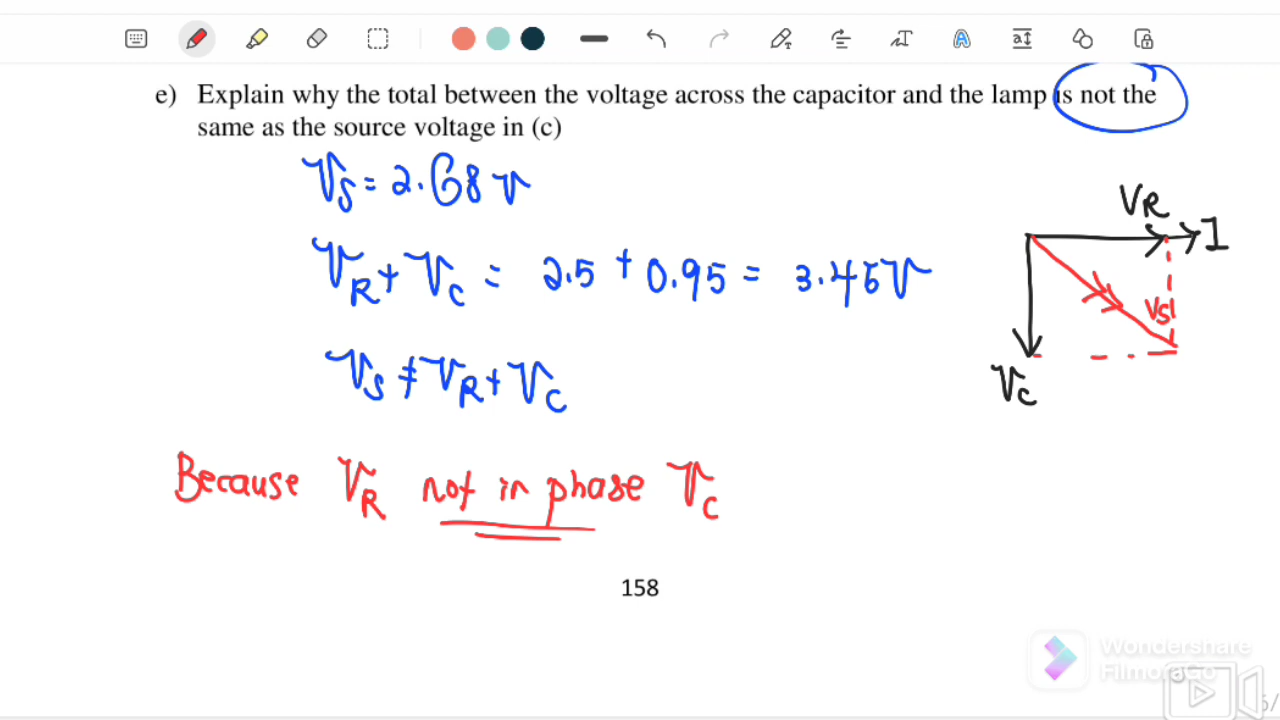 e) Explain why the total between the voltage across the capacitor and the lamp is not the
same as the source voltage in (c)
Vs = 2.68 V
VR + Vc = 2.5 + 0.95 = 3.45V
Vs ≠ VR + Vc
VR
I
Vs
Vc
Because VR not in phase Vc
158
Wondershare
FilmoraGo